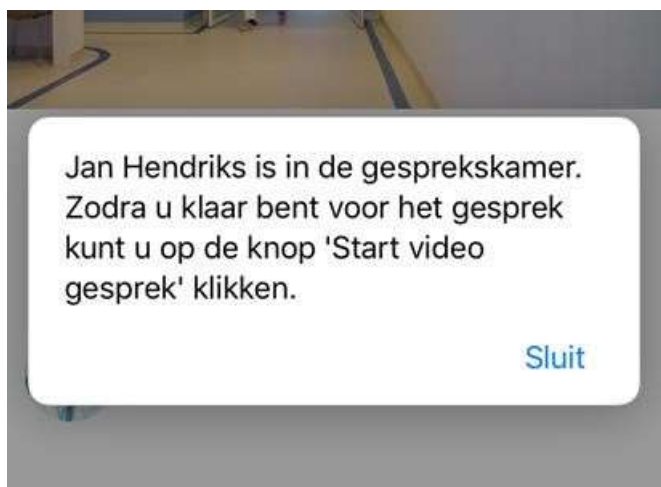 Jan Hendriks is in de gesprekskamer.
Zodra u klaar bent voor het gesprek
kunt u op de knop 'Start video
gesprek' klikken.
Sluit